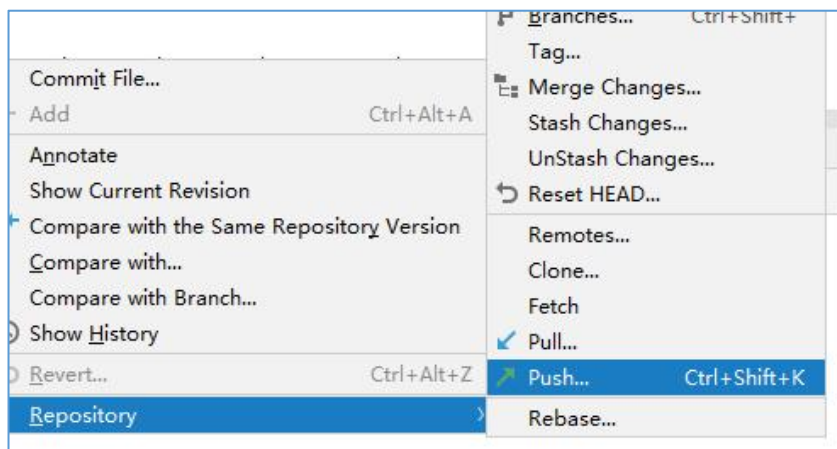 Commit File...
Add Ctrl+Alt+A
Annotate
Show Current Revision
Compare with the Same Repository Version
Compare with...
Compare with Branch...
Show History
Revert... Ctrl+Alt+Z
Repository
Branches... Ctrl+Shift+
Tag...
Merge Changes...
Stash Changes...
UnStash Changes...
Reset HEAD...
Remotes...
Clone...
Fetch
Pull...
Push... Ctrl+Shift+K
Rebase...